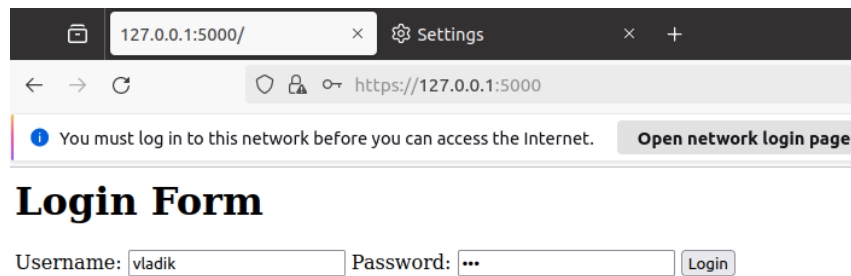 127.0.0.1:5000/ Settings
https://127.0.0.1:5000
You must log in to this network before you can access the Internet. Open network login page
Login Form
Username: vladik Password: ••• Login